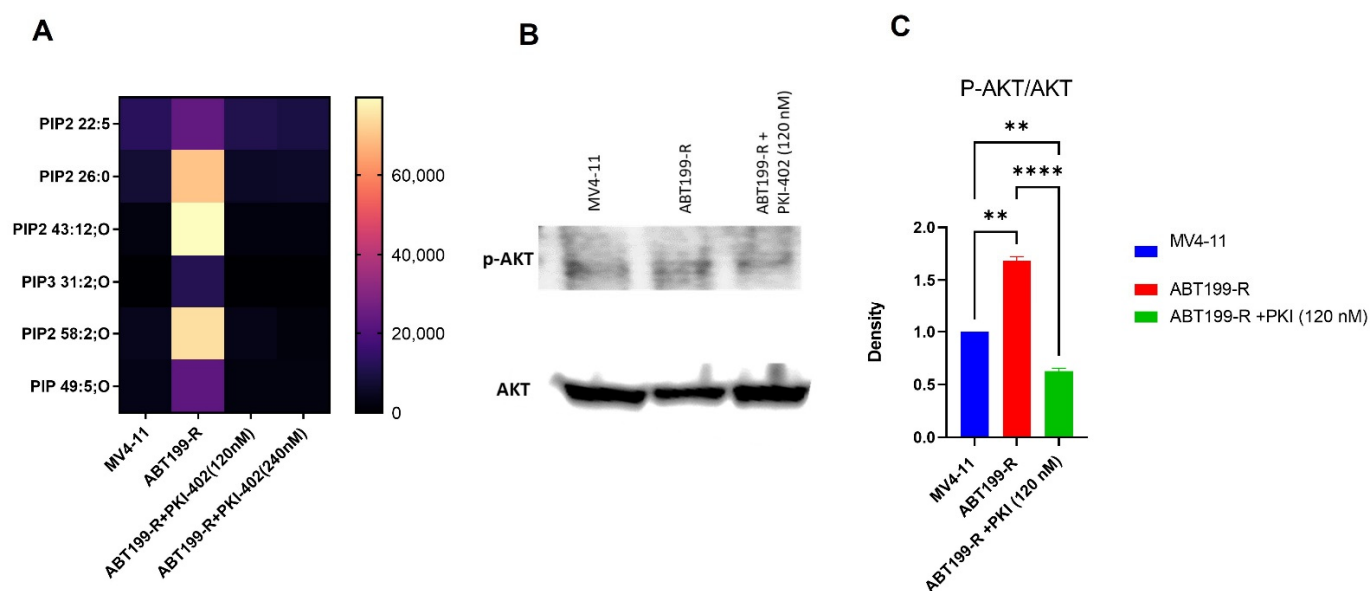 A
PIP2 22:5
PIP2 26:0
PIP2 43:12;O
PIP3 31:2;O
PIP2 58:2;O
PIP 49:5;O
60,000
40,000
20,000
0
MV4-11
ABT199-R
ABT199-R+PKI-402(120nM)
ABT199-R+PKI-402(240nM)
B
MV4-11
ABT199-R
ABT199-R +
PKI-402 (120 nM)
p-AKT
AKT
C
P-AKT/AKT
**
****
**
Density
2.0
1.5
1.0
0.5
0.0
MV4-11
ABT199-R
ABT199-R +PKI (120 nM)
MV4-11
ABT199-R
ABT199-R +PKI (120 nM)